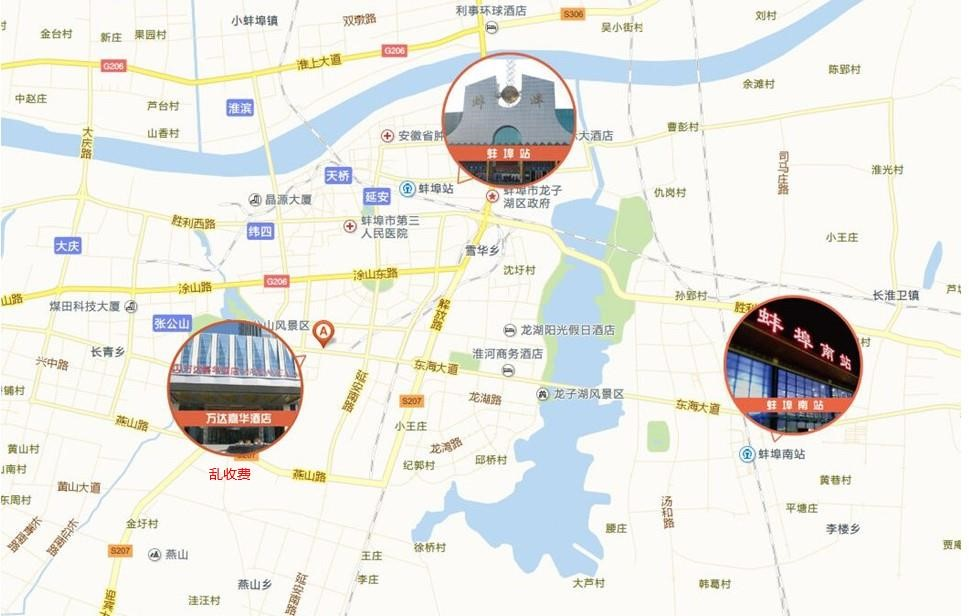 利事环球酒店
S306
刘村
小蚌埠镇
双墩路
吴小街村
金台村
新庄
果园村
G206
G206
淮上大道
陈郢村
余滩村
中赵庄
芦台村
淮滨
山香村
大庆路
安徽省肿
大酒店
曹彭村
蚌埠站
司马庄路
淮光村
天桥
延安
蚌埠站
蚌埠市龙子
湖区政府
仇岗村
晶源大厦
胜利西路
蚌埠市第三
人民医院
纬四
大庆
雪华乡
小王庄
沈圩村
涂山东路
G206
涂山路
山路
孙郢村
长淮卫镇
煤田科技大厦
解放路
张公山
山风景区
A
龙湖阳光假日酒店
蚌埠南站
村
长青乡
兴中路
淮河商务酒店
东海大道
铺村
延安南路
S207
龙湖路
龙子湖风景区
东海大道
蚌埠南站
万达嘉华酒店
燕山路
小王庄
龙湾路
黄山村
纪郭村
邱桥村
蚌埠南站
山南村
乱收费
燕山路
黄山大道
东周村
黄巷村
汤和路
平塘庄
金圩村
腰庄
李楼乡
S207
燕山
徐桥村
王庄
贾庵
李庄
燕山乡
大芦村
韩葛村
洼汪村
延安南路